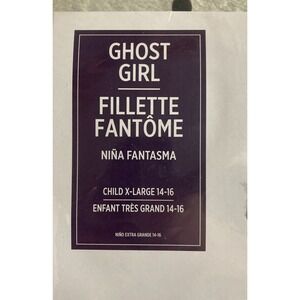 GHOST
GIRL
FILLETTE
FANTÔME
NIÑA FANTASMA
CHILD X-LARGE 14-16
ENFANT TRÈS GRAND 14-16
NIÑO EXTRA GRANDE 14-16